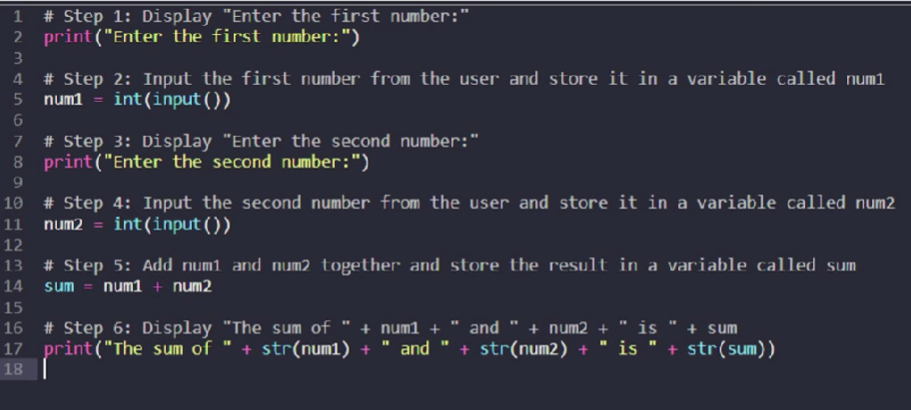 1 # Step 1: Display "Enter the first number:"
2 print("Enter the first number:")
3
4 # Step 2: Input the first number from the user and store it in a variable called num1
5 num1 = int(input())
6
7 # Step 3: Display "Enter the second number:"
8 print("Enter the second number:")
9
10 # Step 4: Input the second number from the user and store it in a variable called num2
11 num2 = int(input())
12
13 # Step 5: Add num1 and num2 together and store the result in a variable called sum
14 sum = num1 + num2
15
16 # Step 6: Display "The sum of " + num1 + " and " + num2 + " is " + sum
17 print("The sum of " + str(num1) + " and " + str(num2) + " is " + str(sum))
18